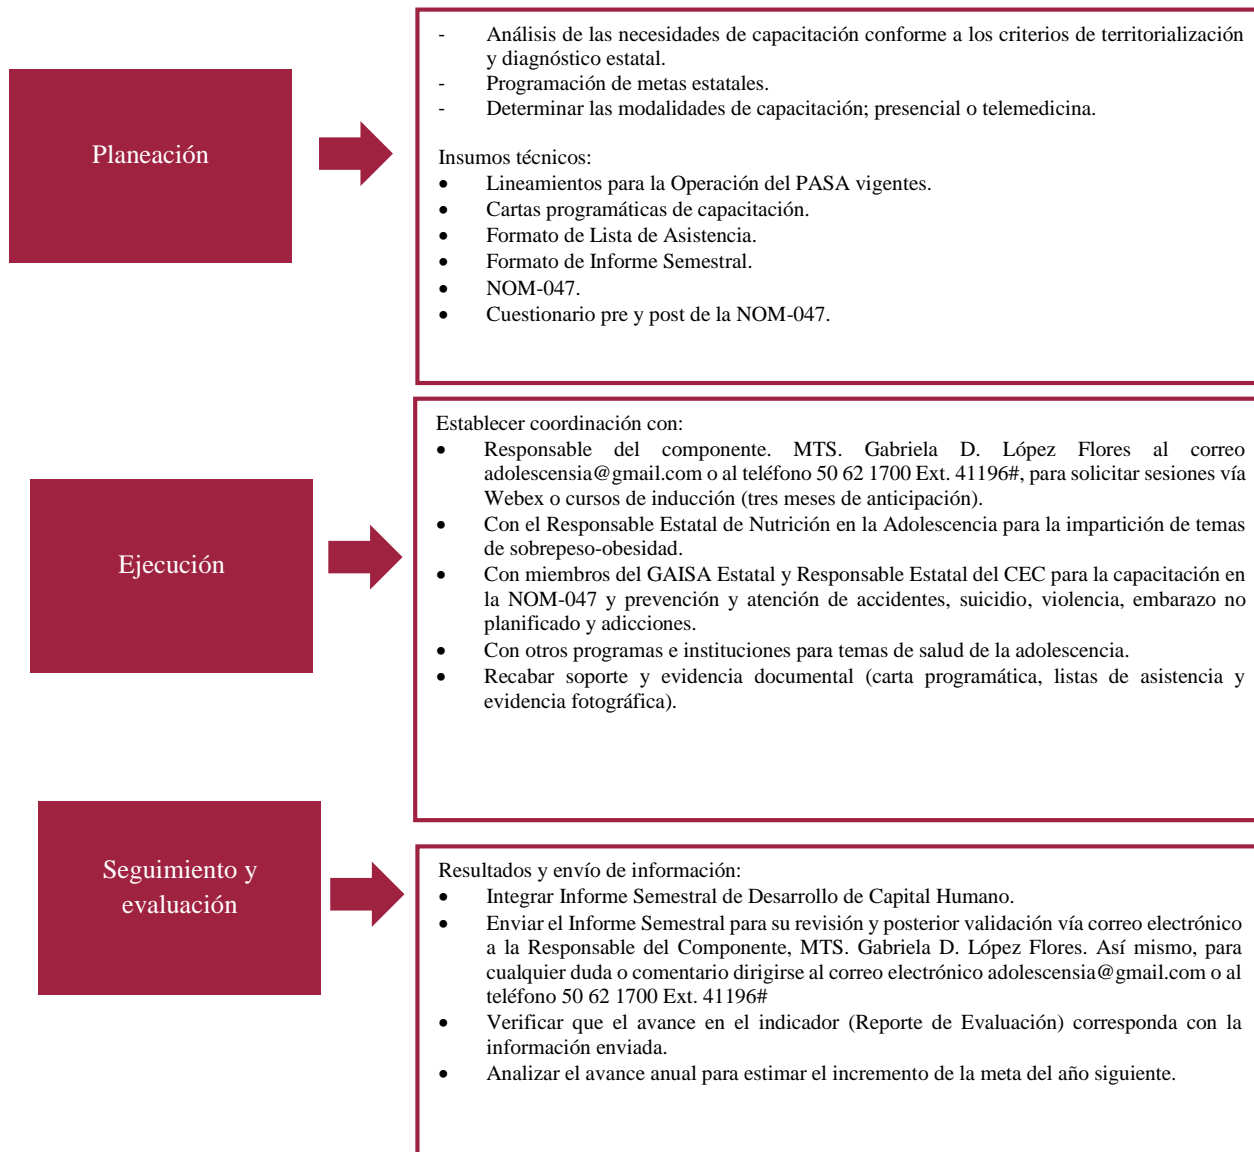 Planeación
- Análisis de las necesidades de capacitación conforme a los criterios de territorialización
y diagnóstico estatal.
- Programación de metas estatales.
- Determinar las modalidades de capacitación; presencial o telemedicina.
Insumos técnicos:
• Lineamientos para la Operación del PASA vigentes.
• Cartas programáticas de capacitación.
• Formato de Lista de Asistencia.
• Formato de Informe Semestral.
• NOM-047.
• Cuestionario pre y post de la NOM-047.
Ejecución
Establecer coordinación con:
• Responsable del componente. MTS. Gabriela D. López Flores al correo
adolescensia@gmail.com o al teléfono 50 62 1700 Ext. 41196#, para solicitar sesiones vía
Webex o cursos de inducción (tres meses de anticipación).
• Con el Responsable Estatal de Nutrición en la Adolescencia para la impartición de temas
de sobrepeso-obesidad.
• Con miembros del GAISA Estatal y Responsable Estatal del CEC para la capacitación en
la NOM-047 y prevención y atención de accidentes, suicidio, violencia, embarazo no
planificado y adicciones.
• Con otros programas e instituciones para temas de salud de la adolescencia.
• Recabar soporte y evidencia documental (carta programática, listas de asistencia y
evidencia fotográfica).
Seguimiento y
evaluación
Resultados y envío de información:
• Integrar Informe Semestral de Desarrollo de Capital Humano.
• Enviar el Informe Semestral para su revisión y posterior validación vía correo electrónico
a la Responsable del Componente, MTS. Gabriela D. López Flores. Así mismo, para
cualquier duda o comentario dirigirse al correo electrónico adolescensia@gmail.com o al
teléfono 50 62 1700 Ext. 41196#
• Verificar que el avance en el indicador (Reporte de Evaluación) corresponda con la
información enviada.
• Analizar el avance anual para estimar el incremento de la meta del año siguiente.